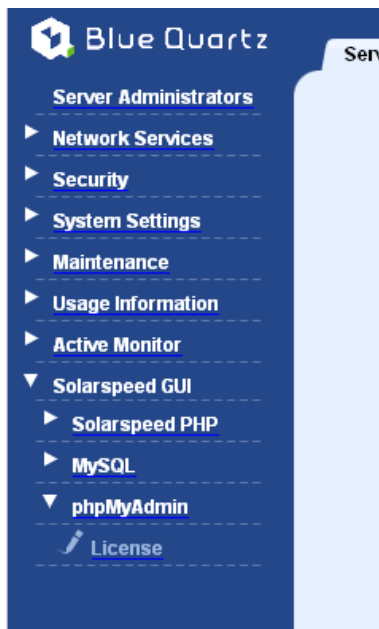 Blue Quartz
Serv
Server Administrators
Network Services
Security
System Settings
Maintenance
Usage Information
Active Monitor
Solarspeed GUI
Solarspeed PHP
MySQL
phpMyAdmin
License